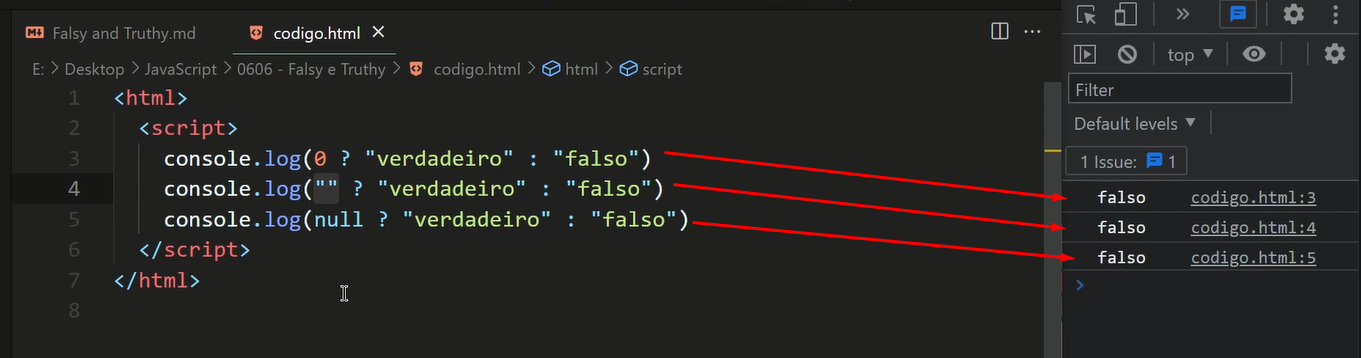 Falsy and Truthy.md codigo.html
E: > Desktop > JavaScript > 0606 - Falsy e Truthy > codigo.html > html > script
1 <html>
2 <script>
3 console.log(0 ? "verdadeiro" : "falso")
4 console.log("" ? "verdadeiro" : "falso")
5 console.log(null ? "verdadeiro" : "falso")
6 </script>
7 </html>
8
top
Filter
Default levels
1 Issue: 1
falso codigo.html:3
falso codigo.html:4
falso codigo.html:5